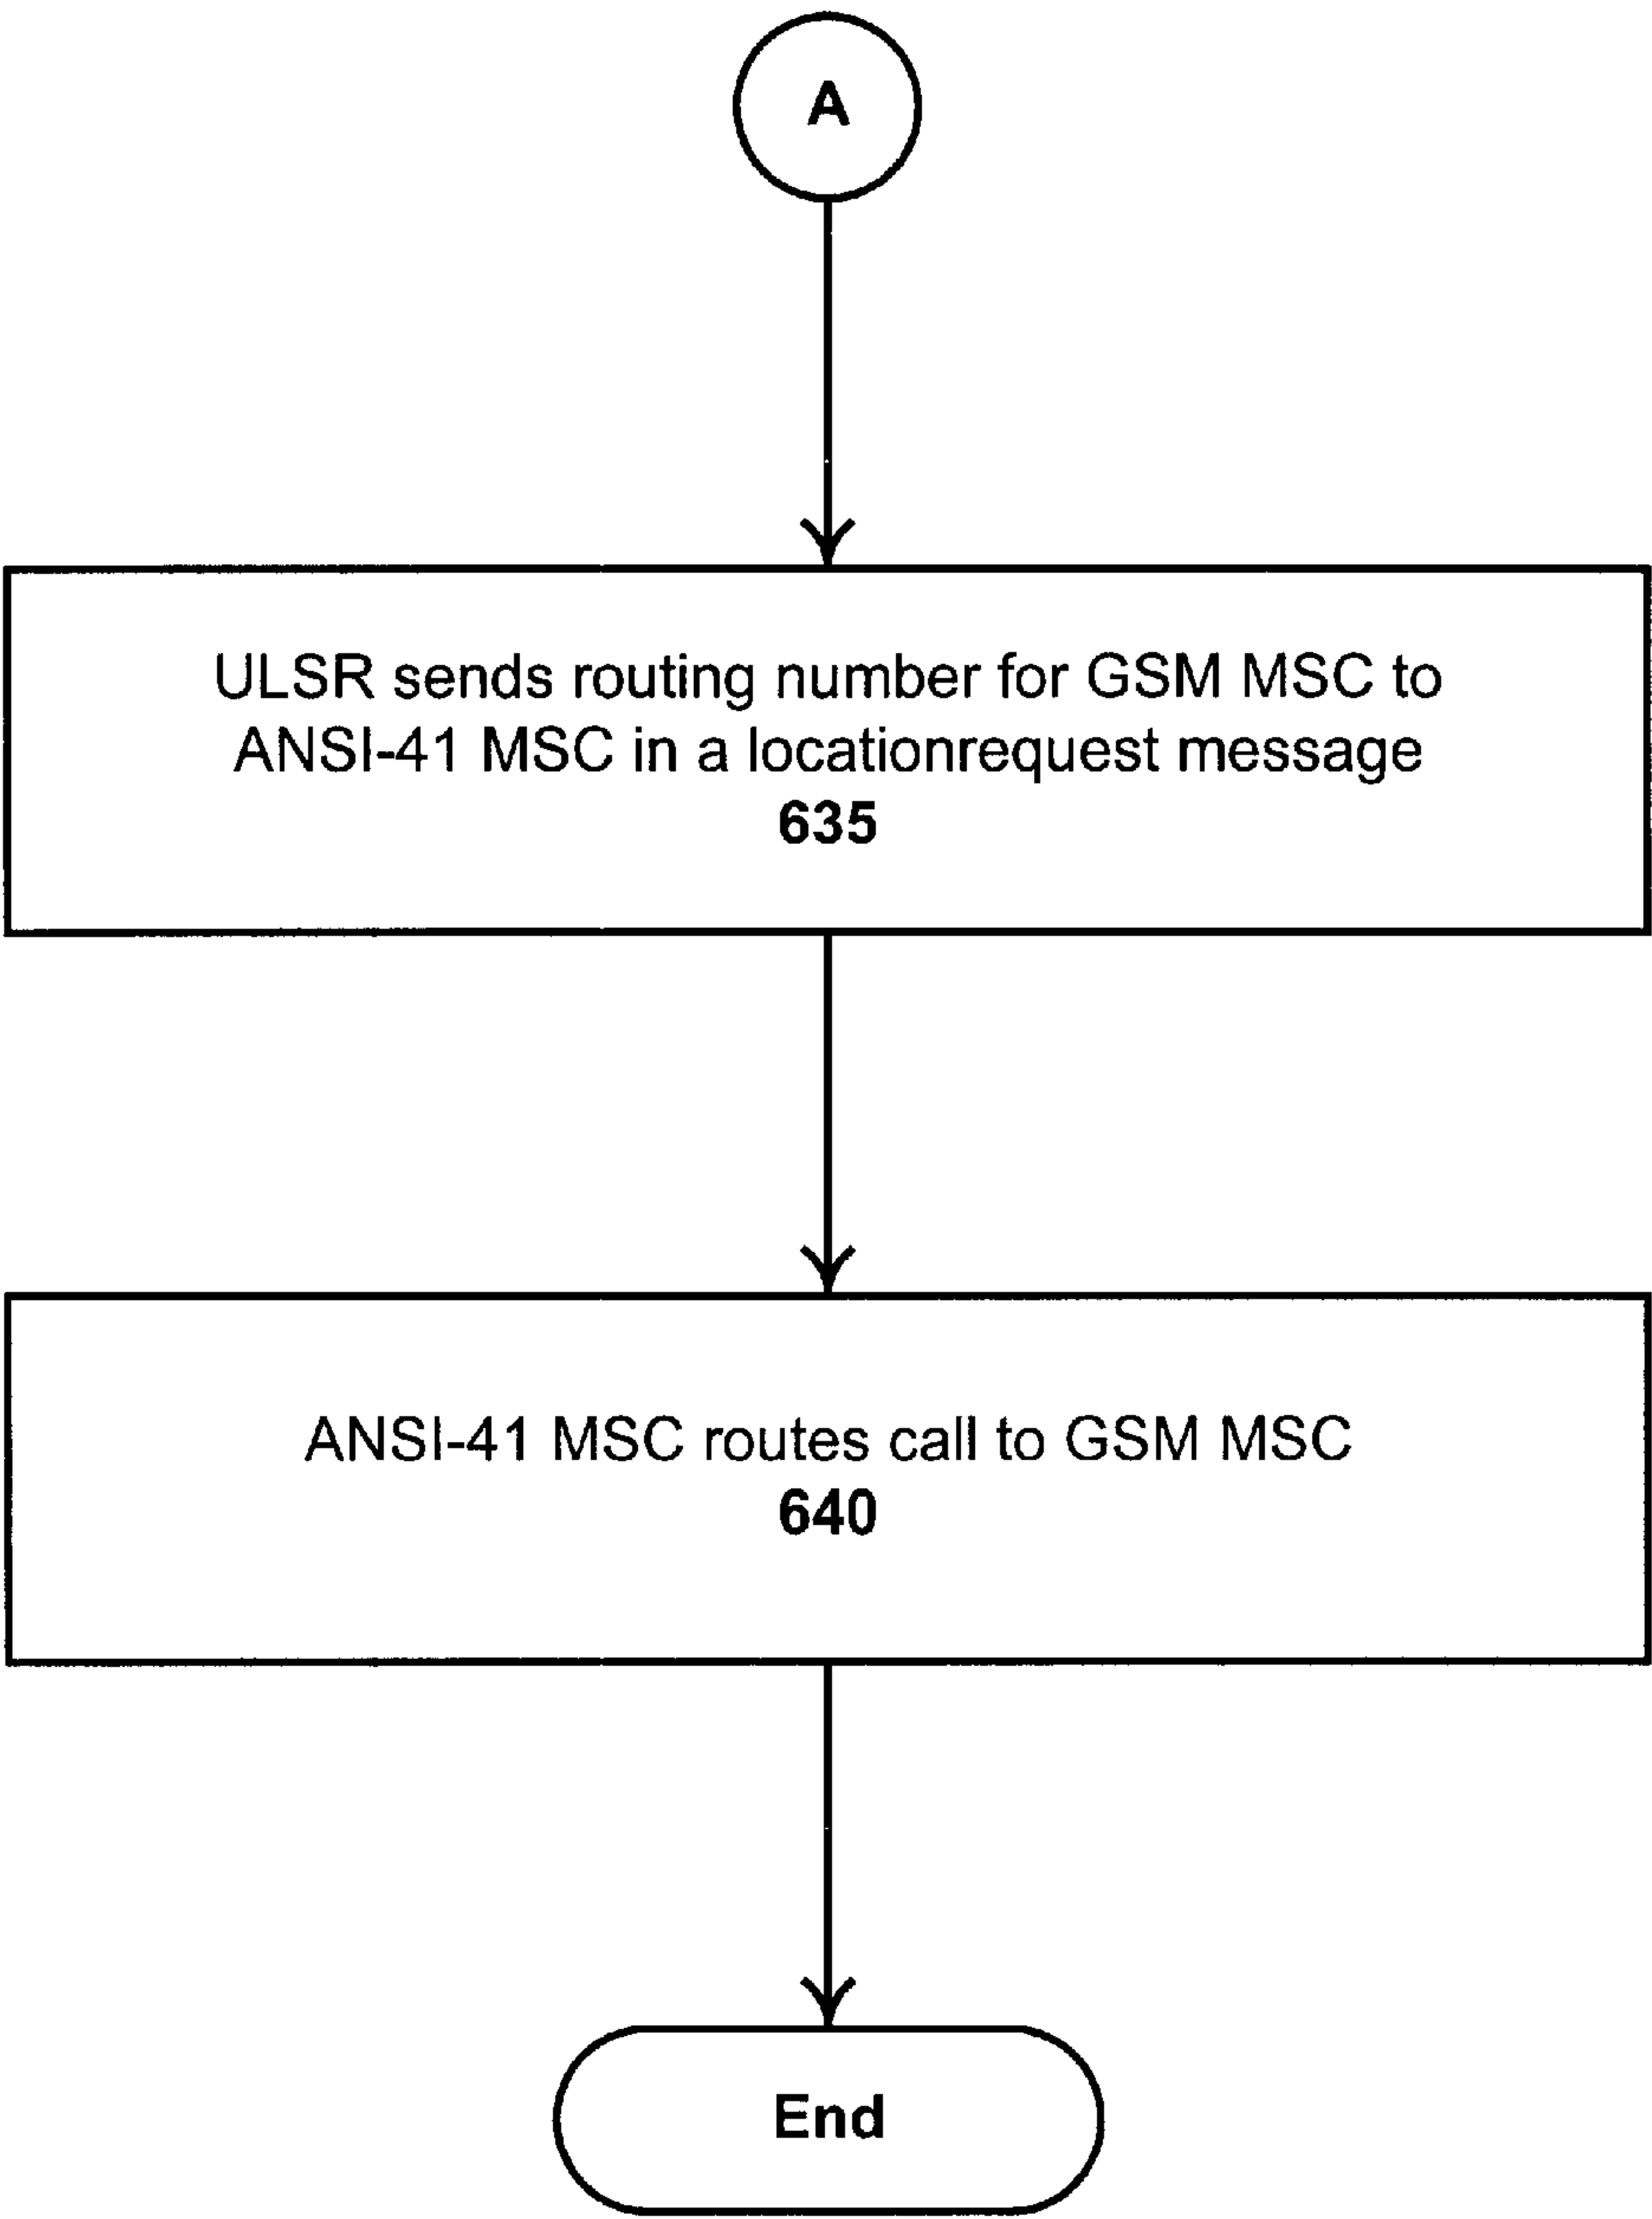 A
ULSR sends routing number for GSM MSC to
ANSI-41 MSC in a locationrequest message
635
ANSI-41 MSC routes call to GSM MSC
640
End